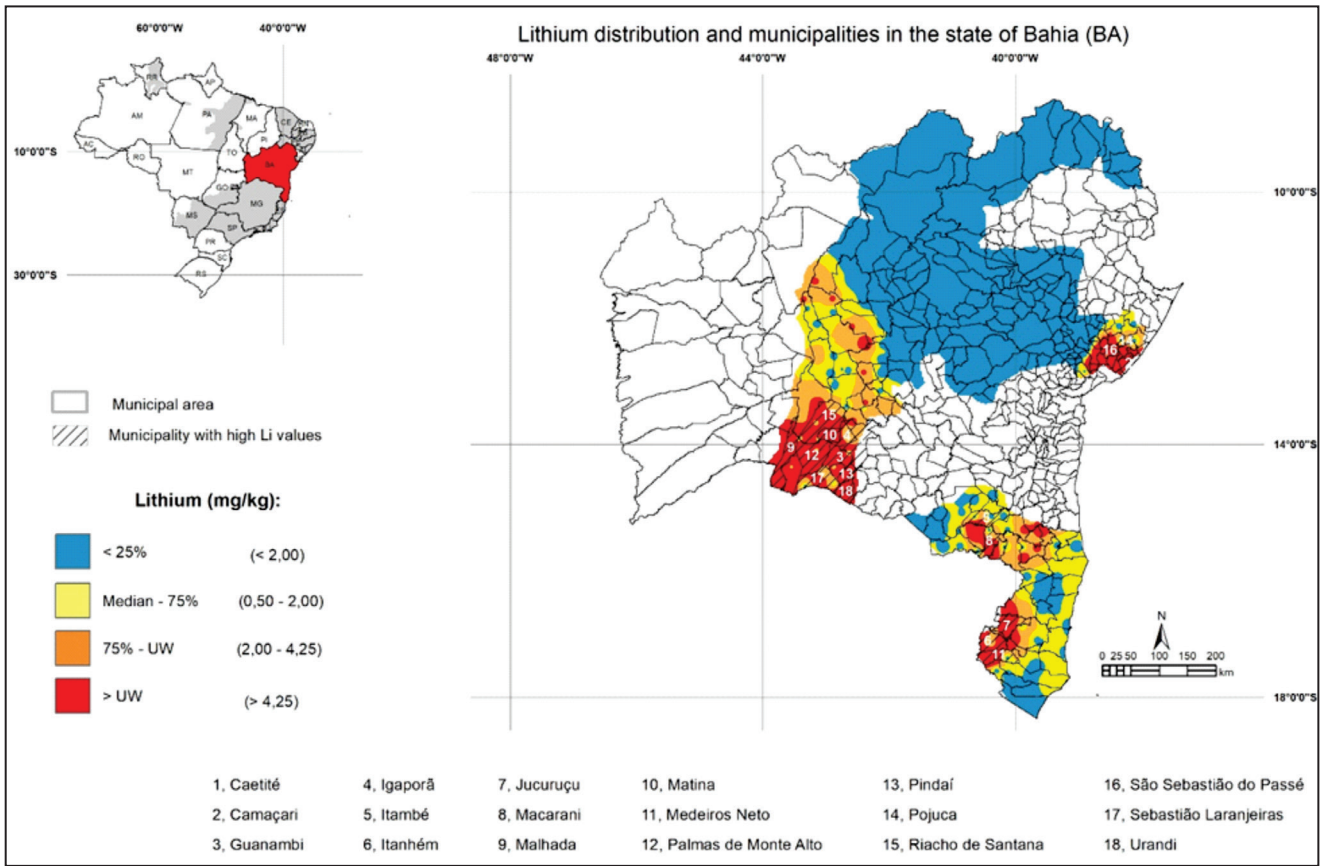 Lithium distribution and municipalities in the state of Bahia (BA)
60°0'0"W 40°0'0"W
48°0'0"W 44°0'0"W 40°0'0"W
RR
AP
AM
PA
MA
CE
PI
AC
RO
TO
BA
MT
GO
MG
MS
SP
PR
SC
RS
10°0'0"S
30°0'0"S
10°0'0"S
14°0'0"S
18°0'0"S
16
14
15
10
9
12
3
13
17
18
8
7
6
11
N
0 25 50 100 150 200
km
Municipal area
Municipality with high Li values
Lithium (mg/kg):
< 25% (< 2,00)
Median - 75% (0,50 - 2,00)
75% - UW (2,00 - 4,25)
> UW (> 4,25)
1, Caetité 4, Igaporã 7, Jucuruçu 10, Matina 13, Pindaí 16, São Sebastião do Passé
2, Camaçari 5, Itambé 8, Macarani 11, Medeiros Neto 14, Pojuca 17, Sebastião Laranjeiras
3, Guanambi 6, Itanhém 9, Malhada 12, Palmas de Monte Alto 15, Riacho de Santana 18, Urandi